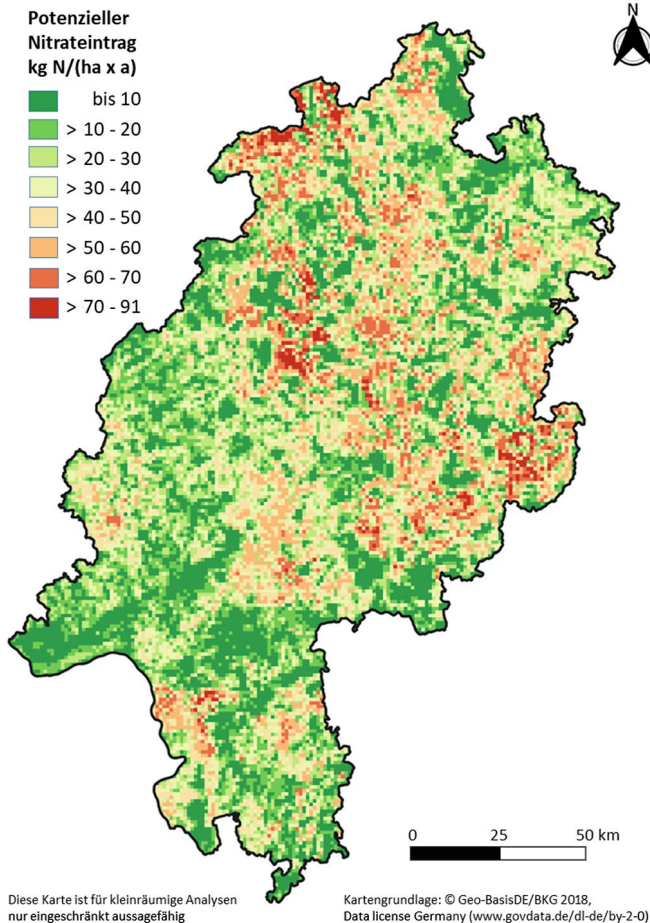 Potenzieller
Nitrateintrag
kg N/(ha x a)
bis 10
> 10 - 20
> 20 - 30
> 30 - 40
> 40 - 50
> 50 - 60
> 60 - 70
> 70 - 91
N
0 25 50 km
Diese Karte ist für kleinräumige Analysen
nur eingeschränkt aussagefähig
Kartengrundlage: © Geo-BasisDE/BKG 2018,
Data license Germany (www.govdata.de/dl-de/by-2-0)